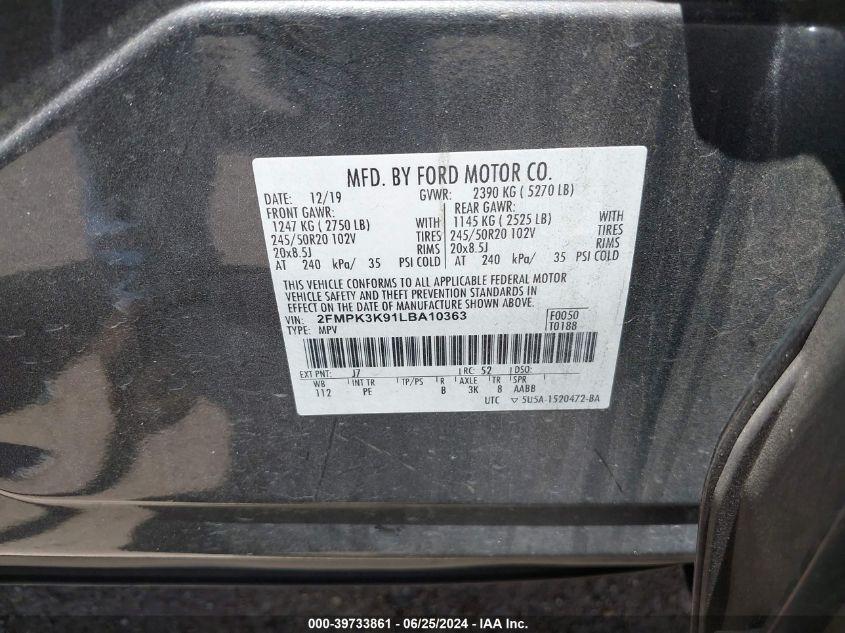 MFD. BY FORD MOTOR CO.
DATE: 12/19 GVWR: 2390 KG ( 5270 LB)
FRONT GAWR: REAR GAWR:
1247 KG ( 2750 LB) WITH 1145 KG ( 2525 LB) WITH
245/50R20 102V TIRES 245/50R20 102V TIRES
20x8.5J RIMS 20x8.5J RIMS
AT 240 kPa/ 35 PSI COLD AT 240 kPa/ 35 PSI COLD
THIS VEHICLE CONFORMS TO ALL APPLICABLE FEDERAL MOTOR
VEHICLE SAFETY AND THEFT PREVENTION STANDARDS IN
EFFECT ON THE DATE OF MANUFACTURE SHOWN ABOVE.
VIN: 2FMPK3K91LBA10363 F0050
TYPE: MPV T0188
EXT PNT: J7 RC: 52 DSO:
WB INT TR TP/PS R AXLE TR SPR
112 PE B 3K 8 AABB
UTC ▽ 5U5A-1520472-BA
000-39733861 - 06/25/2024 - IAA Inc.